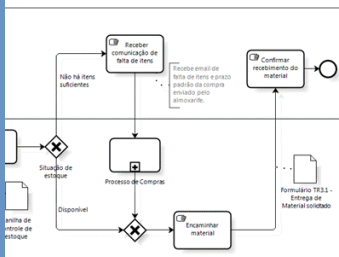 Receber
comunicação de
falta de itens
Confirmar
recebimento do
material
Recebe email de
falta de itens e prazo
padrão da compra
enviado pelo
almoxarife.
Não há itens
suficientes
Situação de
estoque
Processo de Compras
Formulário TR3.1 -
Entrega de
Material solicitado
anilha de
ontrole de
estoque
Disponível
Encaminhar
material